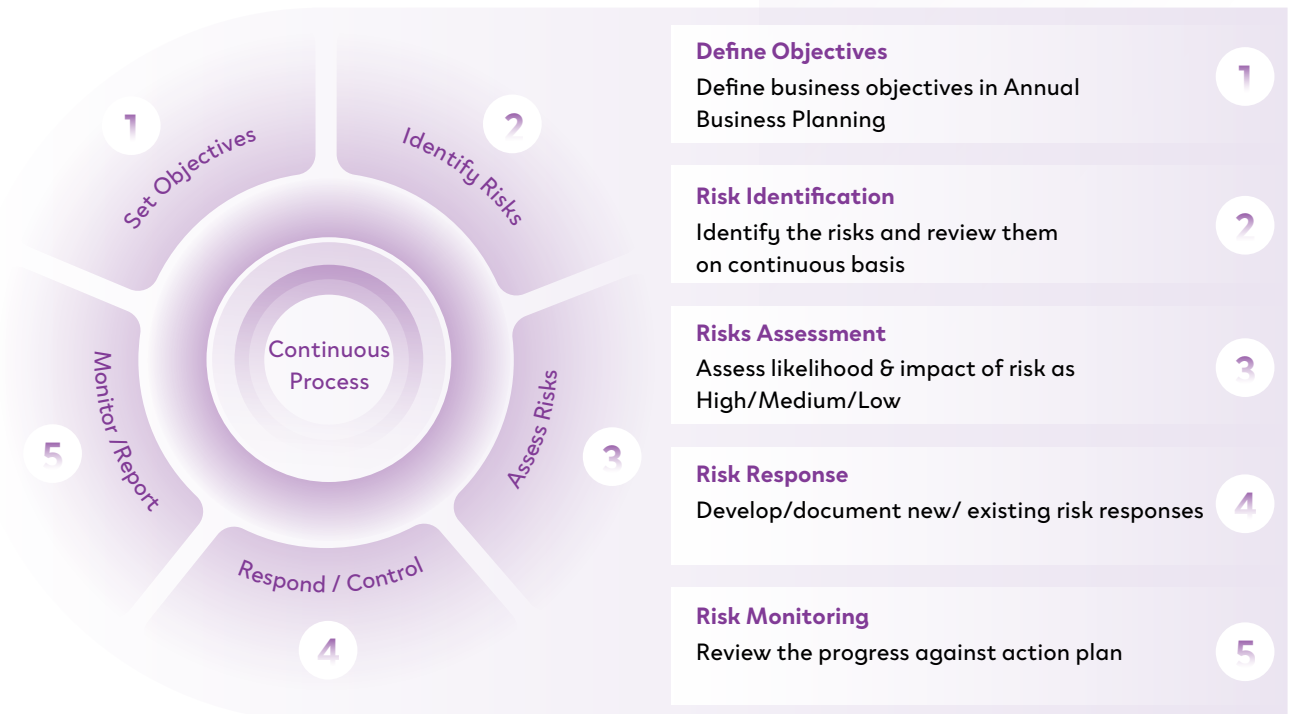 1
Set Objectives
2
Identify Risks
3
Assess Risks
4
Respond / Control
5
Monitor /Report
Continuous
Process
Define Objectives
Define business objectives in Annual
Business Planning
1
Risk Identification
Identify the risks and review them
on continuous basis
2
Risks Assessment
Assess likelihood & impact of risk as
High/Medium/Low
3
Risk Response
Develop/document new/ existing risk responses
4
Risk Monitoring
Review the progress against action plan
5